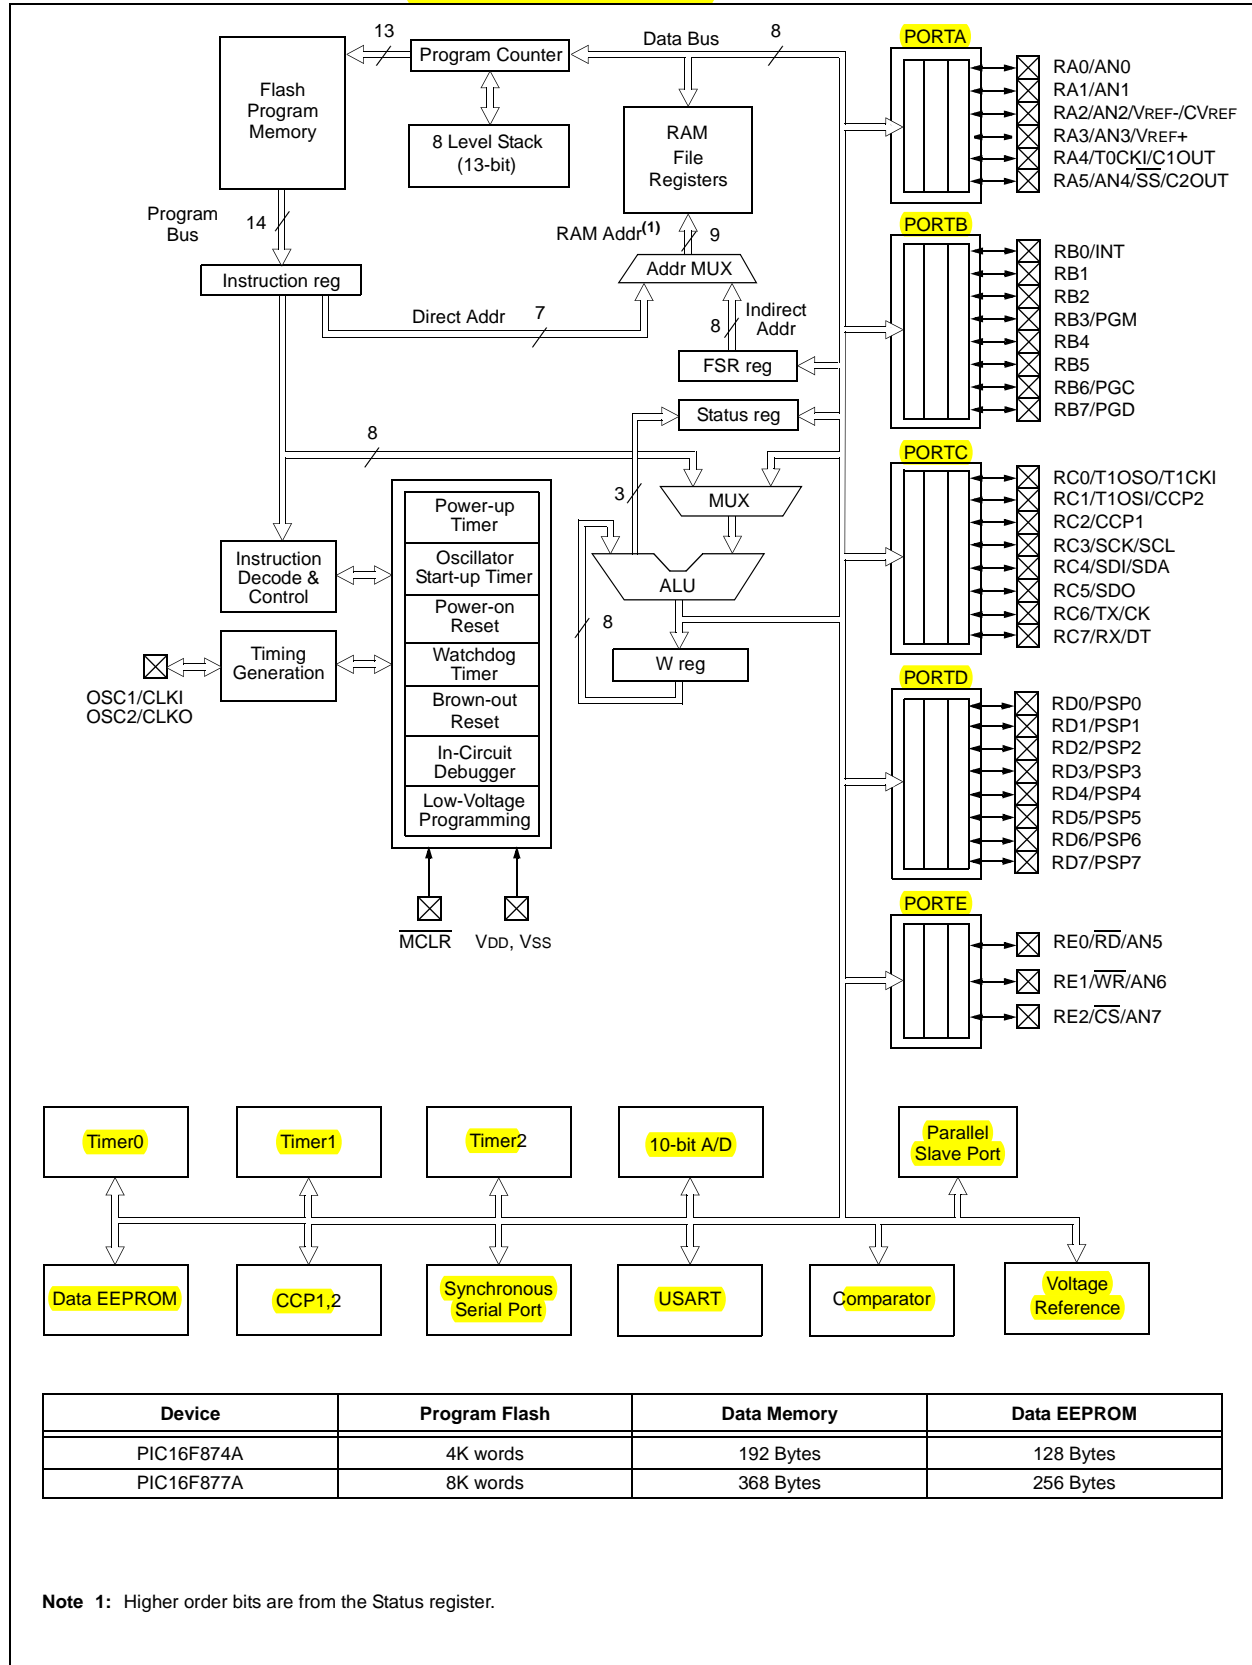 13
Program Counter
Data Bus
8
PORTA
Flash
Program
Memory
8 Level Stack
(13-bit)
RAM
File
Registers
RA0/AN0
RA1/AN1
RA2/AN2/VREF-/CVREF
RA3/AN3/VREF+
RA4/T0CKI/C1OUT
RA5/AN4/SS/C2OUT
Program
Bus
14
RAM Addr(1)
9
PORTB
Instruction reg
Addr MUX
RB0/INT
RB1
RB2
RB3/PGM
RB4
RB5
RB6/PGC
RB7/PGD
Direct Addr
7
8
Indirect
Addr
FSR reg
Status reg
8
PORTC
3
MUX
RC0/T1OSO/T1CKI
RC1/T1OSI/CCP2
RC2/CCP1
RC3/SCK/SCL
RC4/SDI/SDA
RC5/SDO
RC6/TX/CK
RC7/RX/DT
Power-up
Timer
Oscillator
Start-up Timer
Power-on
Reset
Watchdog
Timer
Brown-out
Reset
In-Circuit
Debugger
Low-Voltage
Programming
Instruction
Decode &
Control
ALU
8
W reg
Timing
Generation
OSC1/CLKI
OSC2/CLKO
PORTD
RD0/PSP0
RD1/PSP1
RD2/PSP2
RD3/PSP3
RD4/PSP4
RD5/PSP5
RD6/PSP6
RD7/PSP7
MCLR
VDD, VSS
PORTE
RE0/RD/AN5
RE1/WR/AN6
RE2/CS/AN7
Timer0
Timer1
Timer2
10-bit A/D
Parallel
Slave Port
Data EEPROM
CCP1,2
Synchronous
Serial Port
USART
Comparator
Voltage
Reference
Device Program Flash Data Memory Data EEPROM
PIC16F874A 4K words 192 Bytes 128 Bytes
PIC16F877A 8K words 368 Bytes 256 Bytes
Note 1: Higher order bits are from the Status register.